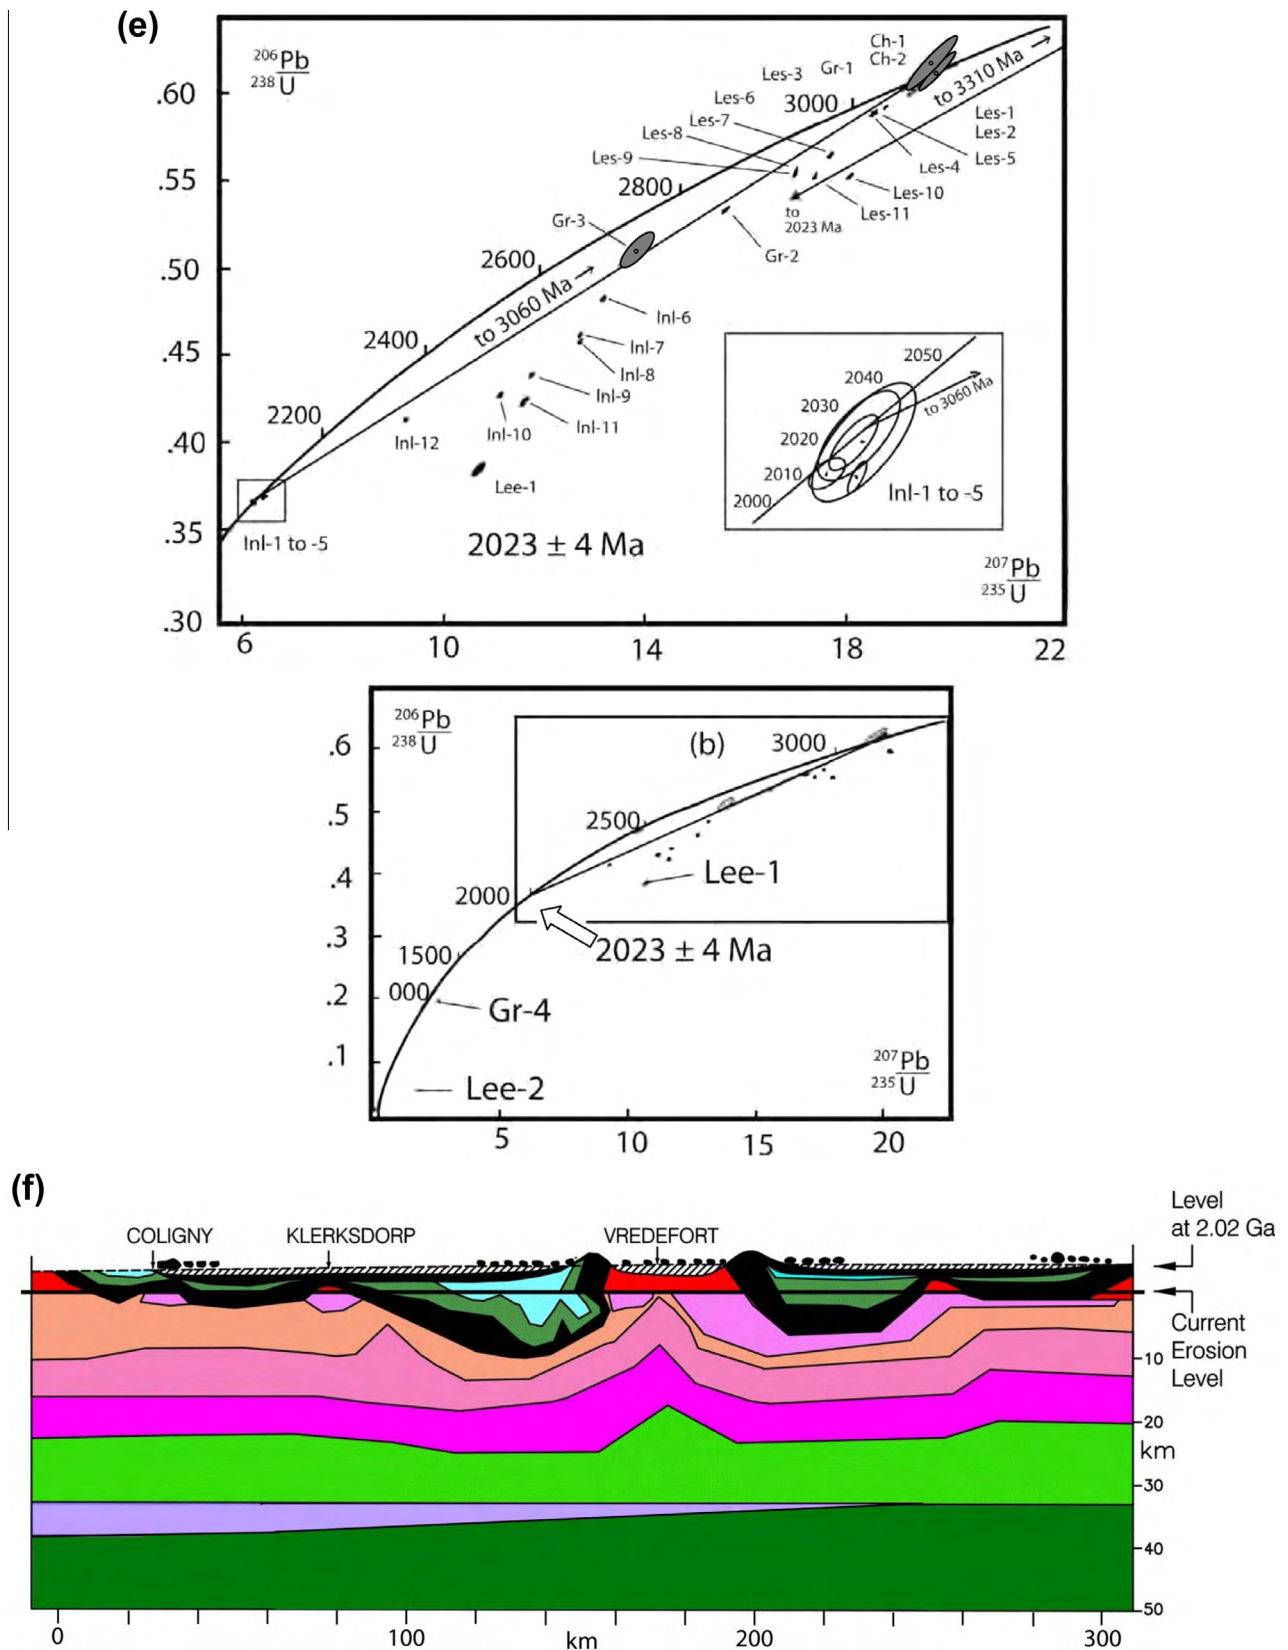 (e)
206Pb
238U
.60
.55
.50
.45
.40
.35
.30
6
10
14
18
22
Ch-1
Ch-2
Les-3
Gr-1
3000
to 3310 Ma
Les-6
Les-7
Les-8
Les-9
Les-1
Les-2
Les-4
Les-5
Les-10
Les-11
to
2023 Ma
2800
Gr-3
Gr-2
2600
to 3060 Ma
Inl-6
Inl-7
Inl-8
Inl-9
Inl-10
Inl-11
Inl-12
2400
2200
Lee-1
Inl-1 to -5
2023 ± 4 Ma
2050
2040
2030
2020
2010
2000
to 3060 Ma
Inl-1 to -5
207Pb
235U
206Pb
238U
(b)
3000
2500
2000
1500
000
Lee-1
2023 ± 4 Ma
Gr-4
Lee-2
207Pb
235U
.6
.5
.4
.3
.2
.1
5
10
15
20
(f)
COLIGNY
KLERKSDORP
VREDEFORT
Level
at 2.02 Ga
Current
Erosion
Level
10
20
km
30
40
50
0
100
km
200
300